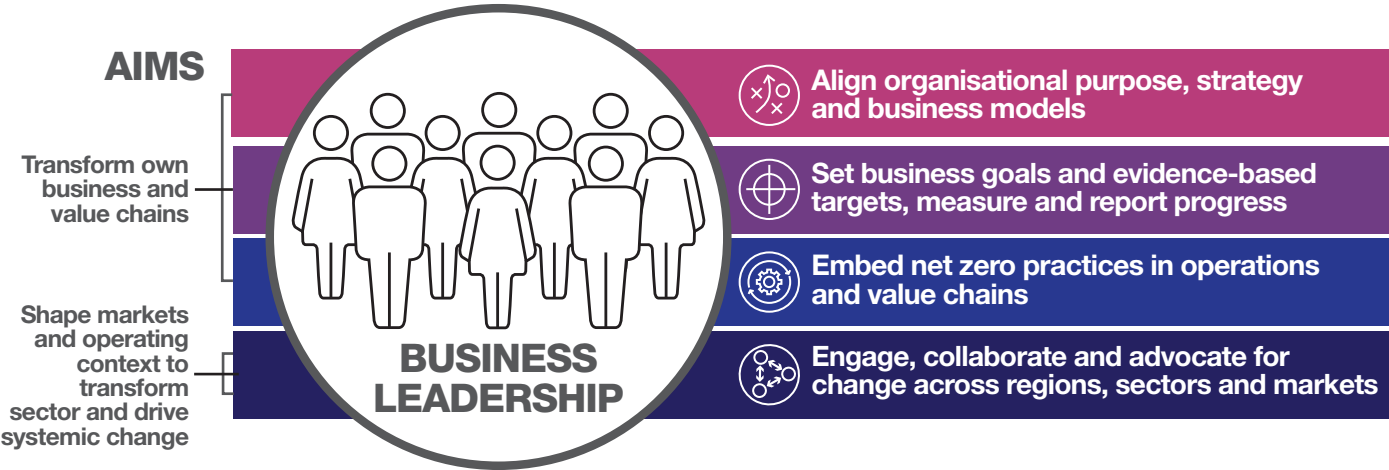 AIMS
Transform own
business and
value chains
Shape markets
and operating
context to
transform
sector and drive
systemic change
BUSINESS
LEADERSHIP
Align organisational purpose, strategy
and business models
Set business goals and evidence-based
targets, measure and report progress
Embed net zero practices in operations
and value chains
Engage, collaborate and advocate for
change across regions, sectors and markets